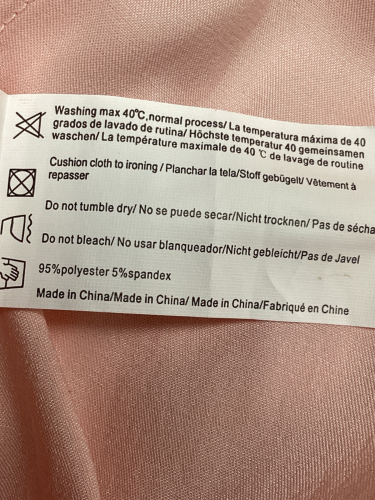 Washing max 40℃,normal process/ La temperatura máxima de 40
grados de lavado de rutina/ Höchste temperatur 40 gemeinsamen
waschen/ La température maximale de 40 ℃ de lavage de routine
Cushion cloth to ironing / Planchar la tela/Stoff gebügelt/ Vêtement à
repasser
Do not tumble dry/ No se puede secar/Nicht trocknen/ Pas de sécha
Do not bleach/ No usar blanqueador/Nicht gebleicht/Pas de Javel
95%polyester 5%spandex
Made in China/Made in China/ Made in China/Fabriqué en Chine